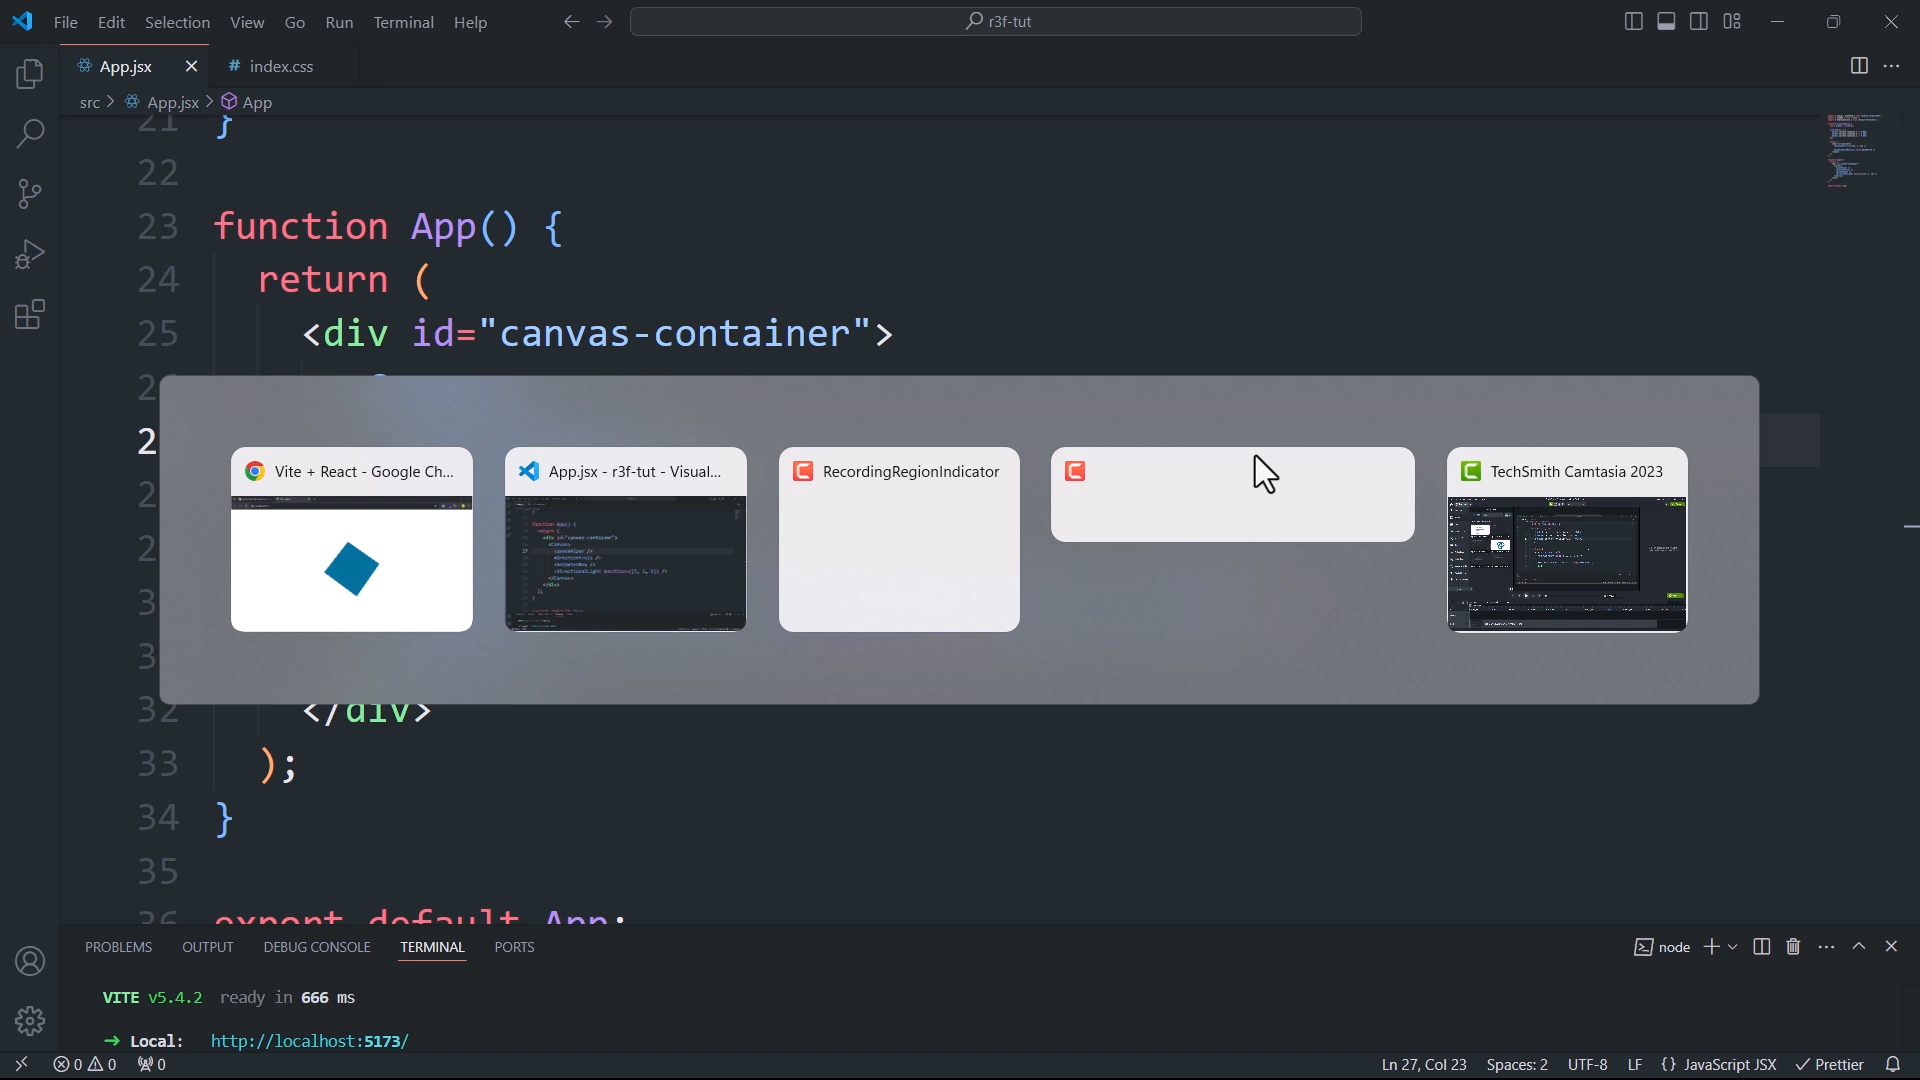 File Edit Selection View Go Run Terminal Help
r3f-tut
App.jsx
# index.css
src > App.jsx > App
21 }
22
23 function App() {
24 return (
25 <div id="canvas-container">
Vite + React - Google Ch...
App.jsx - r3f-tut - Visual...
RecordingRegionIndicator
TechSmith Camtasia 2023
32 </div>
33 );
34 }
35
36 export default App;
PROBLEMS OUTPUT DEBUG CONSOLE TERMINAL PORTS
node
VITE v5.4.2 ready in 666 ms
➜ Local: http://localhost:5173/
0 0 0
Ln 27, Col 23 Spaces: 2 UTF-8 LF {} JavaScript JSX Prettier